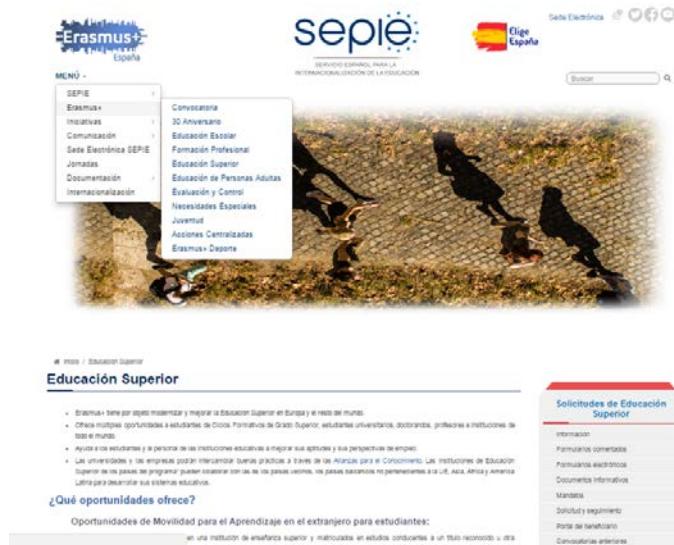 Erasmus+
España
sepie
SERVICIO ESPAÑOL PARA LA
INTERNACIONALIZACIÓN DE LA EDUCACIÓN
Elige
España
Sede Electrónica
MENÚ
Buscar
SEPIE
Erasmus+
Iniciativas
Comunicación
Sede Electrónica SEPIE
Jornadas
Documentación
Internacionalización
Convocatoria
30 Aniversario
Educación Escolar
Formación Profesional
Educación Superior
Educación de Personas Adultas
Evaluación y Control
Necesidades Especiales
Juventud
Acciones Centralizadas
Erasmus+ Deporte
Inicio / Educación Superior
Educación Superior
Erasmus+ tiene por objeto modernizar y mejorar la Educación Superior en Europa y el resto del mundo.
Ofrece múltiples oportunidades a estudiantes de Ciclos Formativos de Grado Superior, estudiantes universitarios, doctorandos, profesores e instituciones de
todo el mundo.
Ayuda a los estudiantes y al personal de las instituciones educativas a mejorar sus aptitudes y sus perspectivas de empleo.
Las universidades y las empresas podrán intercambiar buenas prácticas a través de las Alianzas para el Conocimiento. Las Instituciones de Educación
Superior de los países del programa pueden colaborar con las de los países vecinos, los países balcánicos no pertenecientes a la UE, Asia, África y América
Latina para desarrollar sus sistemas educativos.
¿Qué oportunidades ofrece?
Oportunidades de Movilidad para el Aprendizaje en el extranjero para estudiantes:
en una institución de enseñanza superior y matriculados en estudios conducentes a un título reconocido u otra
Solicitudes de Educación
Superior
Información
Formularios comentados
Formularios electrónicos
Documentos informativos
Mandatos
Solicitud y seguimiento
Portal de beneficiario
Convocatorias anteriores